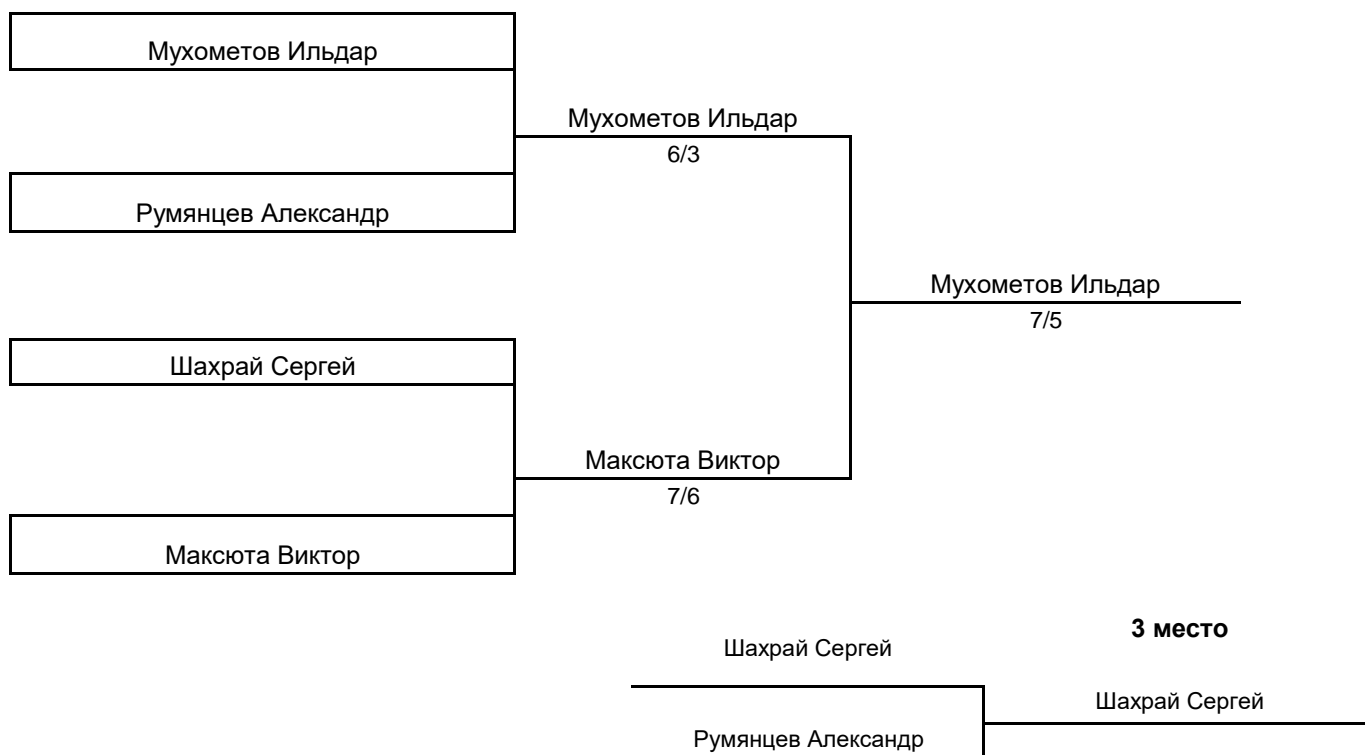 Мухометов Ильдар
Мухометов Ильдар
6/3
Румянцев Александр
Мухометов Ильдар
7/5
Шахрай Сергей
Максюта Виктор
7/6
Максюта Виктор
3 место
Шахрай Сергей
Шахрай Сергей
Румянцев Александр